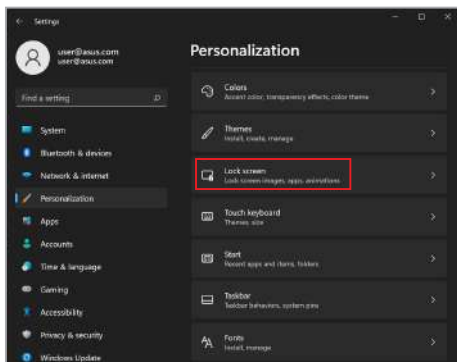 Settings
user@asus.com
user@asus.com
Find a setting
System
Bluetooth & devices
Network & internet
Personalization
Apps
Accounts
Time & language
Gaming
Accessibility
Privacy & security
Windows Update
Personalization
Colors
Accent color, transparency effects, color theme
Themes
Install, create, manage
Lock screen
Lock screen images, apps, animations
Touch keyboard
Themes, size
Start
Recent apps and items, folders
Taskbar
Taskbar behaviors, system pins
Fonts
Install, manage